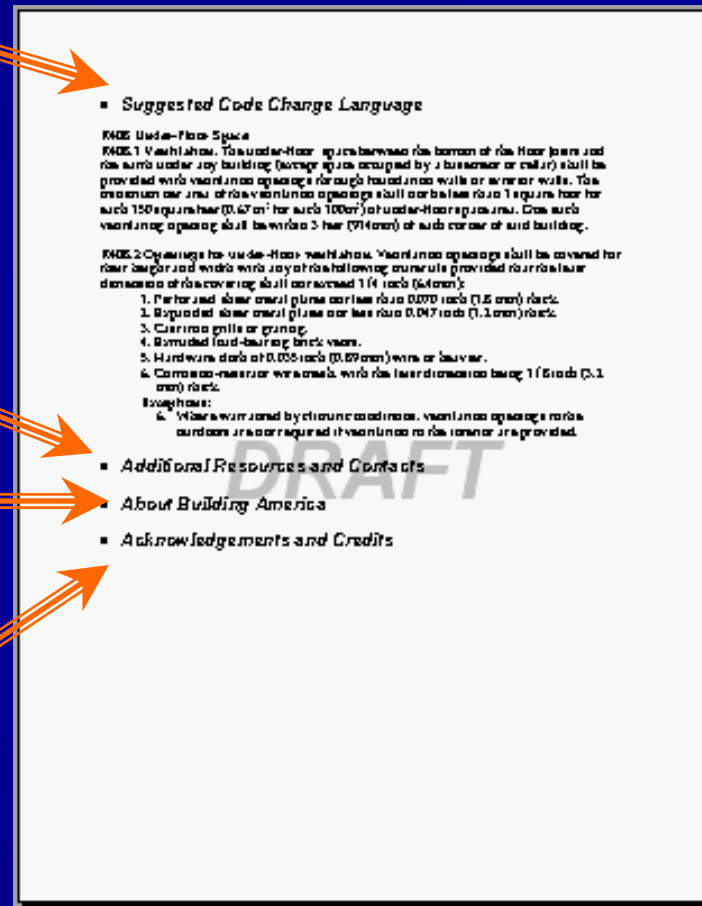 ▪ Suggested Code Change Language
R408 Under-Floor Space
R408.1 Ventilation. The under-floor space between the bottom of the floor joists and
the earth under any building (except space occupied by a basement or cellar) shall be
provided with ventilation openings through foundation walls or exterior walls. The
minimum net area of the ventilation openings shall not be less than 1 square foot for
each 150 square feet (0.67 m² for each 100 m²) of under-floor space area. One such
ventilating opening shall be within 3 feet (914mm) of each corner of said building.
R408.2 Openings for under-floor ventilation. Ventilation openings shall be covered for
their height and width with any of the following materials provided that the least
dimension of the covering shall not exceed 1/4 inch (6.4mm):
1. Perforated sheet metal plates not less than 0.070 inch (1.8 mm) thick.
2. Expanded sheet metal plates not less than 0.047 inch (1.2 mm) thick.
3. Cast iron grills or grating.
4. Extruded load-bearing brick vents.
5. Hardware cloth of 0.035 inch (0.89 mm) wire or heavier.
6. Corrosion-resistant wire mesh, with the least dimension being 1/8 inch (3.2
mm) thick.
Exceptions:
6. Where warranted by climatic conditions, ventilation openings to the
outdoors are not required if ventilation to the interior are provided.
DRAFT
▪ Additional Resources and Contacts
▪ About Building America
▪ Acknowledgements and Credits